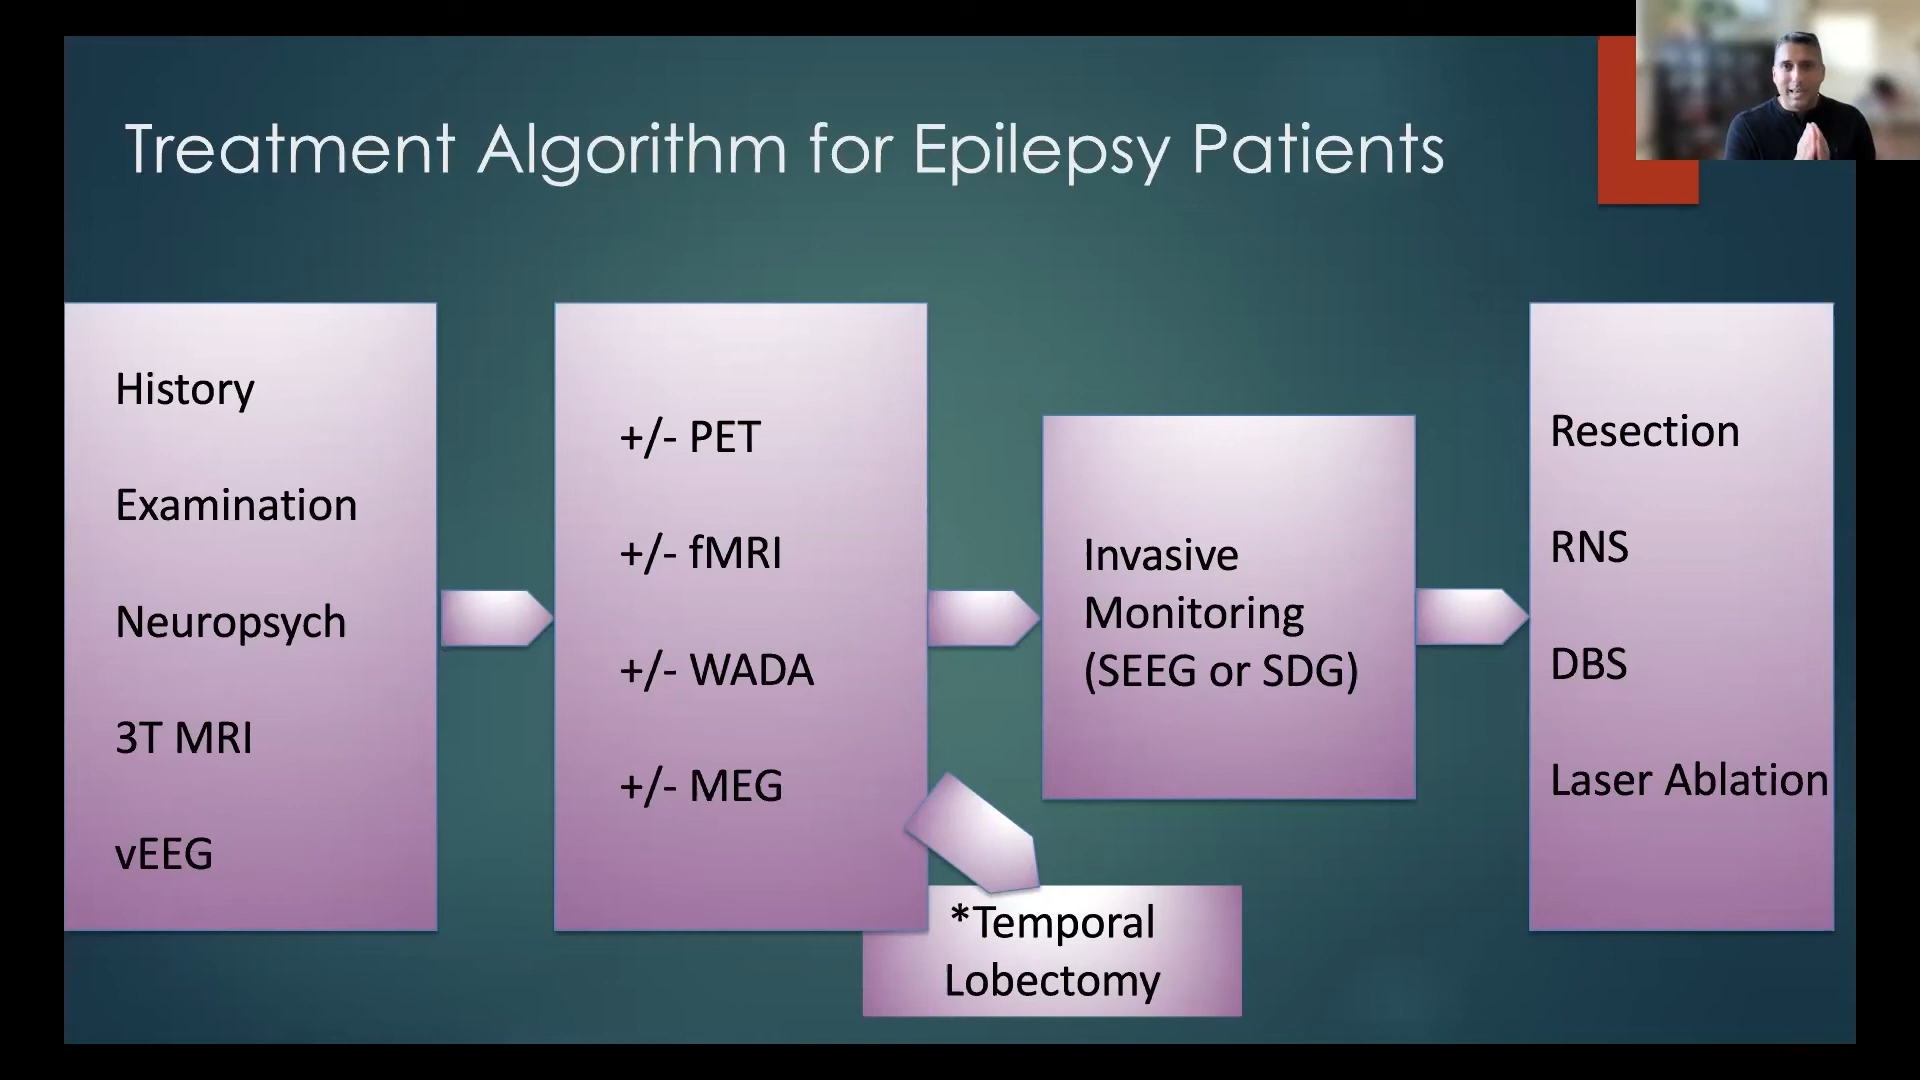 Treatment Algorithm for Epilepsy Patients
History
Examination
Neuropsych
3T MRI
vEEG
+/- PET
+/- fMRI
+/- WADA
+/- MEG
*Temporal
Lobectomy
Invasive
Monitoring
(SEEG or SDG)
Resection
RNS
DBS
Laser Ablation